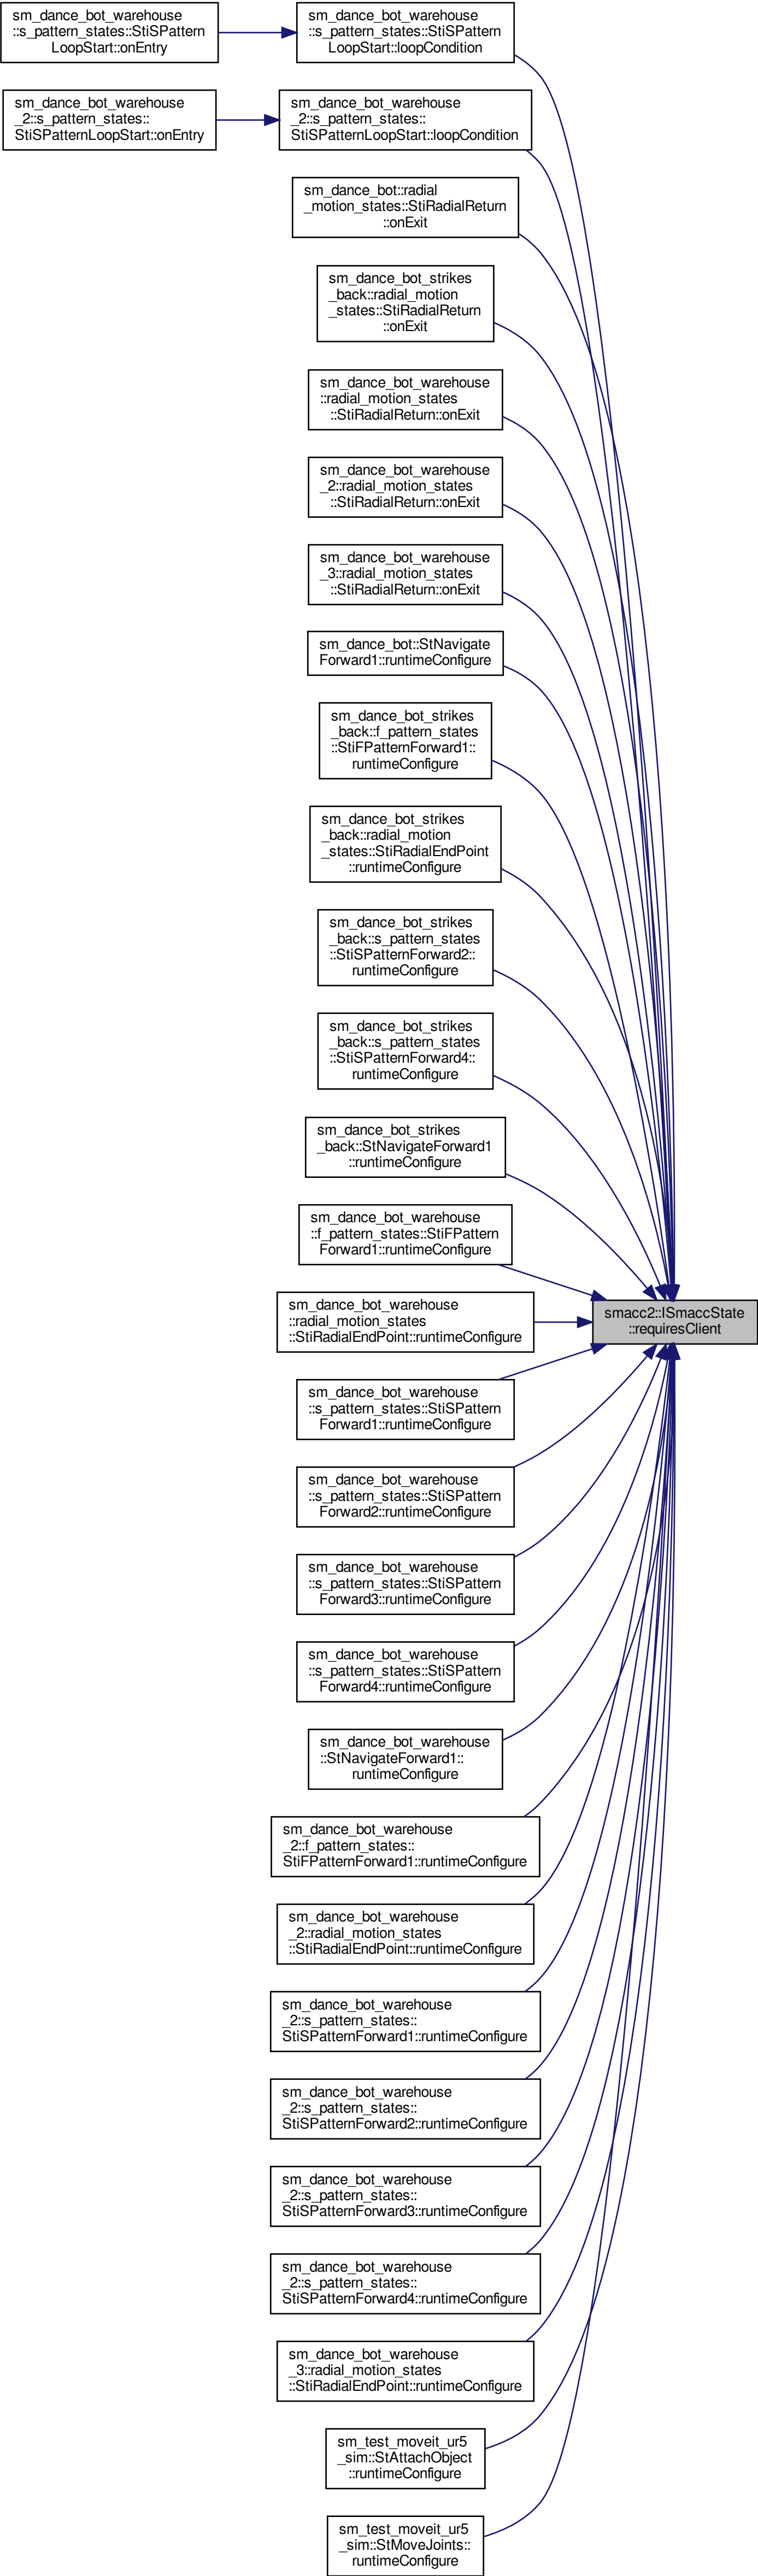 sm_dance_bot_warehouse
::s_pattern_states::StiSPattern
LoopStart::onEntry
sm_dance_bot_warehouse
::s_pattern_states::StiSPattern
LoopStart::loopCondition
sm_dance_bot_warehouse
_2::s_pattern_states::
StiSPatternLoopStart::onEntry
sm_dance_bot_warehouse
_2::s_pattern_states::
StiSPatternLoopStart::loopCondition
sm_dance_bot::radial
_motion_states::StiRadialReturn
::onExit
sm_dance_bot_strikes
_back::radial_motion
_states::StiRadialReturn
::onExit
sm_dance_bot_warehouse
::radial_motion_states
::StiRadialReturn::onExit
sm_dance_bot_warehouse
_2::radial_motion_states
::StiRadialReturn::onExit
sm_dance_bot_warehouse
_3::radial_motion_states
::StiRadialReturn::onExit
sm_dance_bot::StNavigate
Forward1::runtimeConfigure
sm_dance_bot_strikes
_back::f_pattern_states
::StiFPatternForward1::
runtimeConfigure
sm_dance_bot_strikes
_back::radial_motion
_states::StiRadialEndPoint
::runtimeConfigure
sm_dance_bot_strikes
_back::s_pattern_states
::StiSPatternForward2::
runtimeConfigure
sm_dance_bot_strikes
_back::s_pattern_states
::StiSPatternForward4::
runtimeConfigure
sm_dance_bot_strikes
_back::StNavigateForward1
::runtimeConfigure
sm_dance_bot_warehouse
::f_pattern_states::StiFPattern
Forward1::runtimeConfigure
sm_dance_bot_warehouse
::radial_motion_states
::StiRadialEndPoint::runtimeConfigure
smacc2::ISmaccState
::requiresClient
sm_dance_bot_warehouse
::s_pattern_states::StiSPattern
Forward1::runtimeConfigure
sm_dance_bot_warehouse
::s_pattern_states::StiSPattern
Forward2::runtimeConfigure
sm_dance_bot_warehouse
::s_pattern_states::StiSPattern
Forward3::runtimeConfigure
sm_dance_bot_warehouse
::s_pattern_states::StiSPattern
Forward4::runtimeConfigure
sm_dance_bot_warehouse
::StNavigateForward1::
runtimeConfigure
sm_dance_bot_warehouse
_2::f_pattern_states::
StiFPatternForward1::runtimeConfigure
sm_dance_bot_warehouse
_2::radial_motion_states
::StiRadialEndPoint::runtimeConfigure
sm_dance_bot_warehouse
_2::s_pattern_states::
StiSPatternForward1::runtimeConfigure
sm_dance_bot_warehouse
_2::s_pattern_states::
StiSPatternForward2::runtimeConfigure
sm_dance_bot_warehouse
_2::s_pattern_states::
StiSPatternForward3::runtimeConfigure
sm_dance_bot_warehouse
_2::s_pattern_states::
StiSPatternForward4::runtimeConfigure
sm_dance_bot_warehouse
_3::radial_motion_states
::StiRadialEndPoint::runtimeConfigure
sm_test_moveit_ur5
_sim::StAttachObject
::runtimeConfigure
sm_test_moveit_ur5
_sim::StMoveJoints::
runtimeConfigure